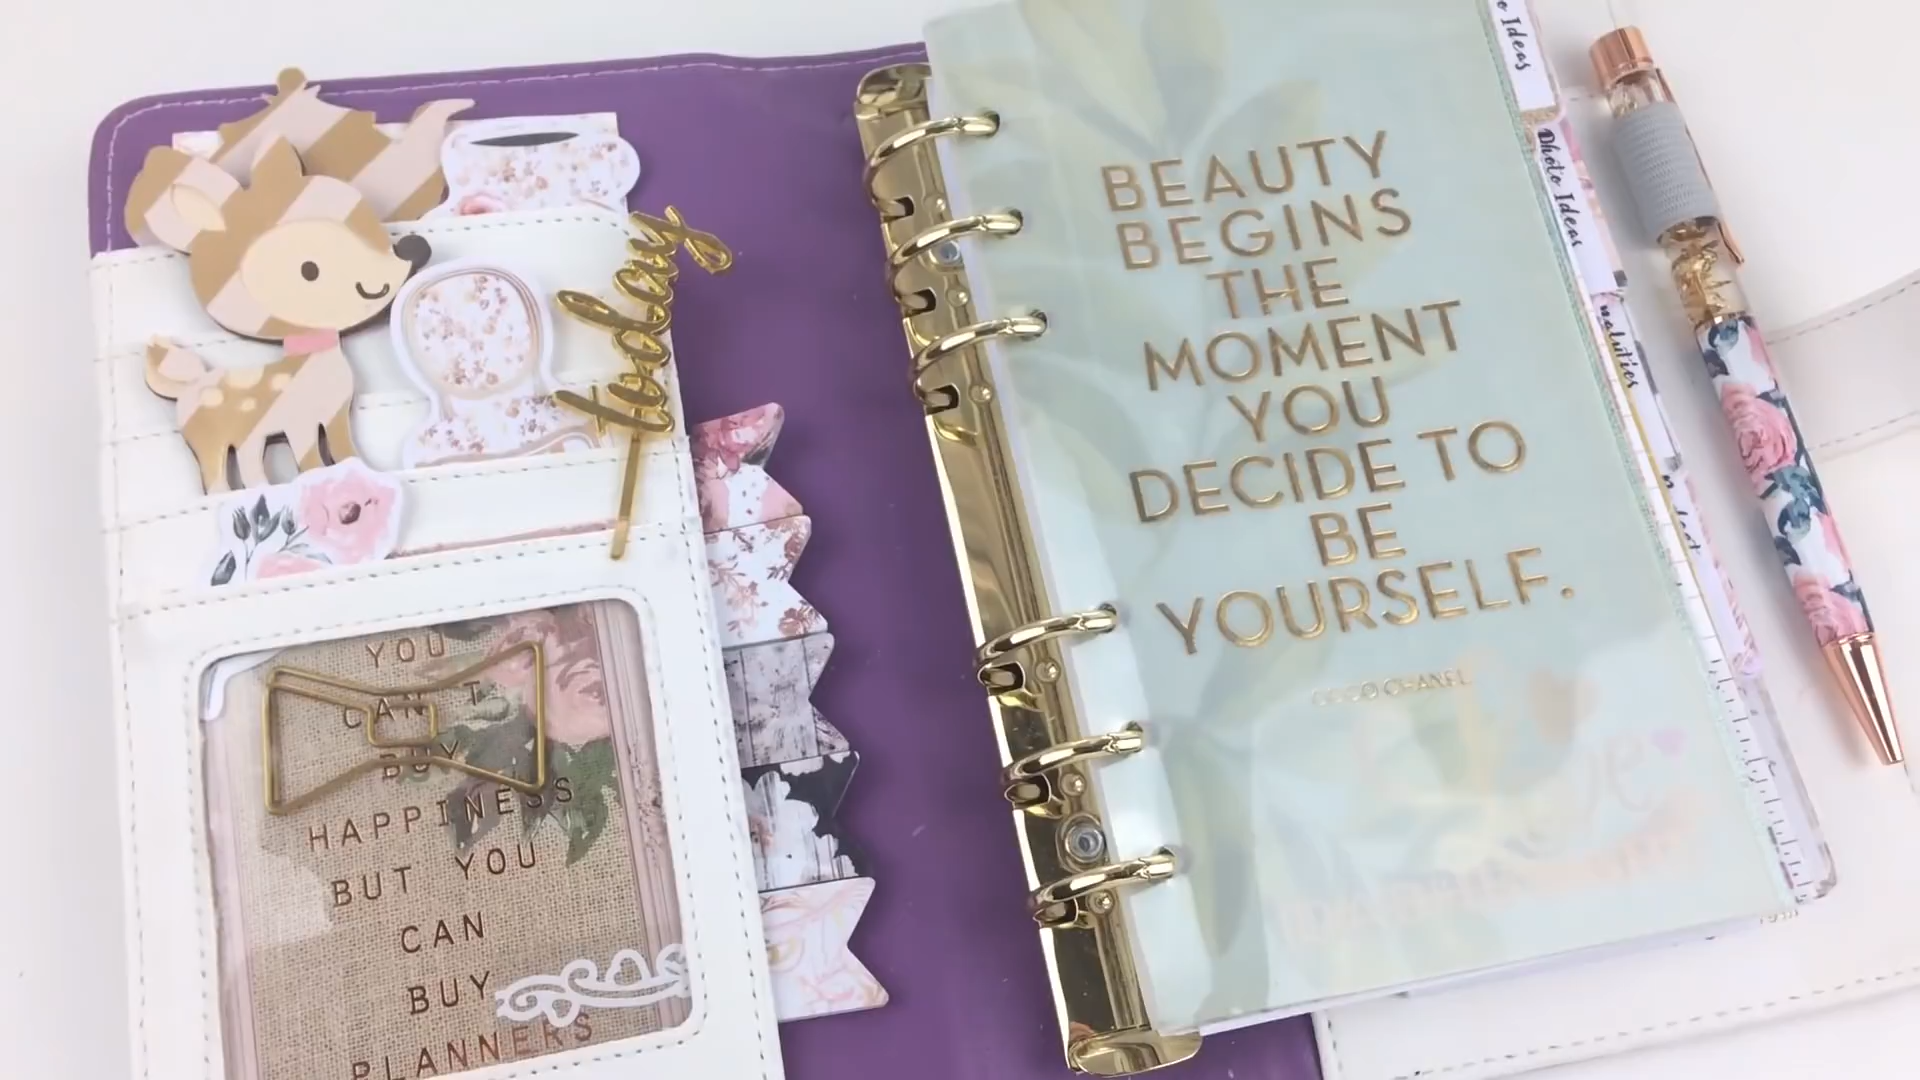 today
YOU
CAN'T
BUY
HAPPINESS
BUT YOU
CAN
BUY
PLANNERS
BEAUTY
BEGINS
THE
MOMENT
YOU
DECIDE TO
BE
YOURSELF.
COCO CHANEL
o Ideas
Photo Ideas